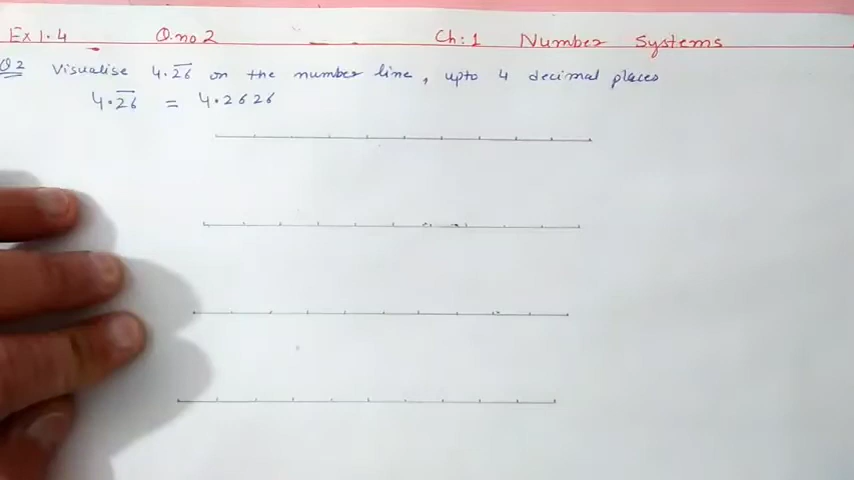 Ex 1.4 Q.no 2 Ch:1 Number Systems
Q2 Visualise 4.2̅6̅ on the number line, upto 4 decimal places
4.2̅6̅ = 4.2626